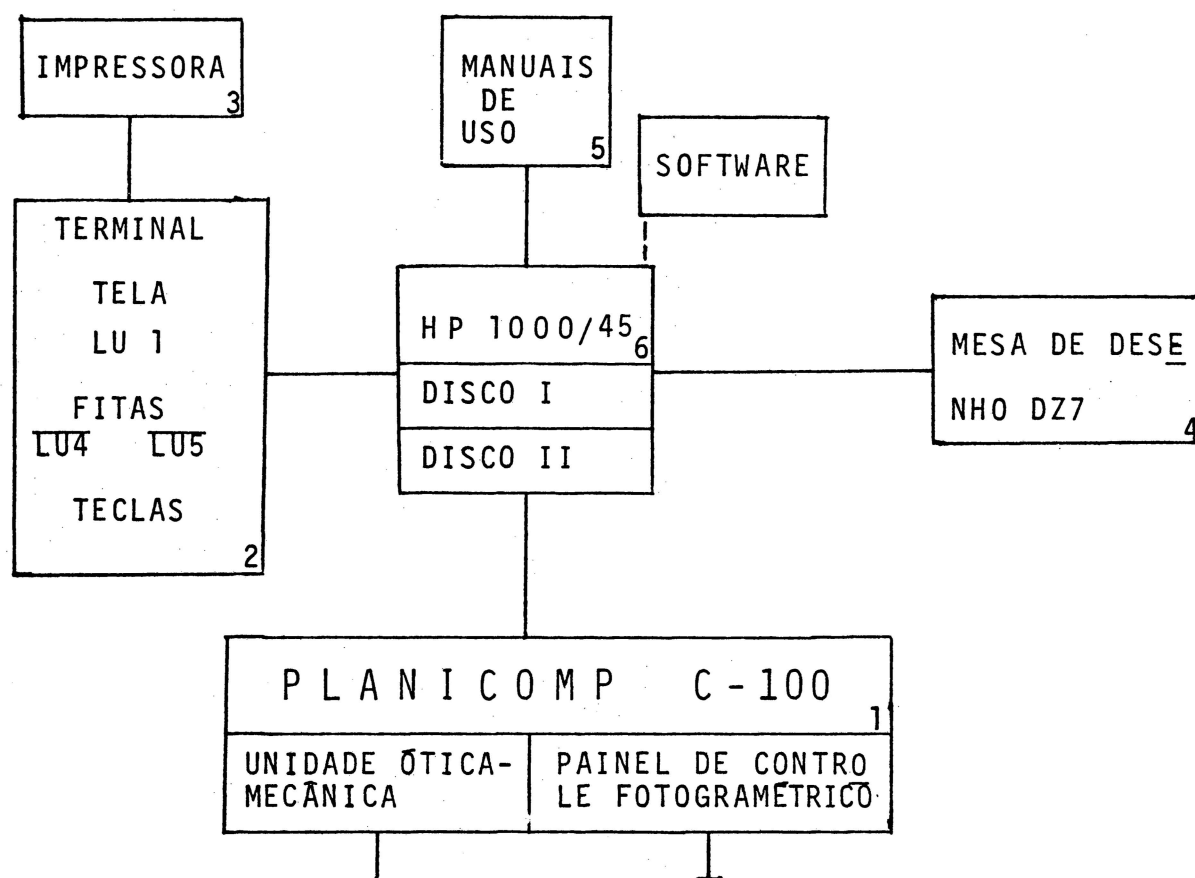 IMPRESSORA
3
MANUAIS
DE
USO
5
SOFTWARE
TERMINAL
TELA
LU 1
FITAS
LU4 LU5
TECLAS
2
HP 1000/45
6
DISCO I
DISCO II
MESA DE DESE
NHO DZ7
4
PLANICOMP C-100
1
UNIDADE ÓTICA-
MECÂNICA
PAINEL DE CONTRO
LE FOTOGRAMÉTRICO